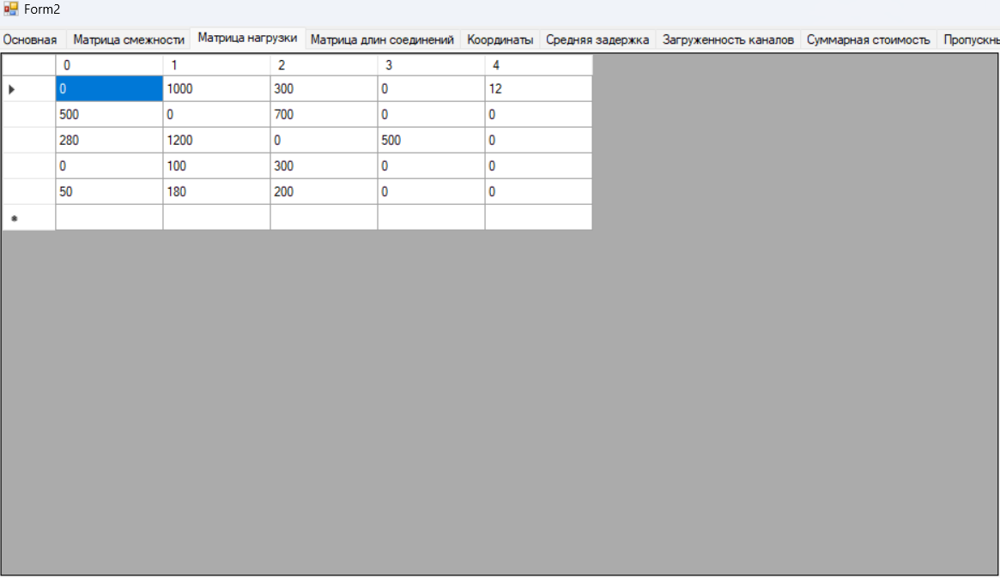 Form2
Основная Матрица смежности Матрица нагрузки Матрица длин соединений Координаты Средняя задержка Загруженность каналов Суммарная стоимость
0 1 2 3 4
0 1000 300 0 12
500 0 700 0 0
280 1200 0 500 0
0 100 300 0 0
50 180 200 0 0